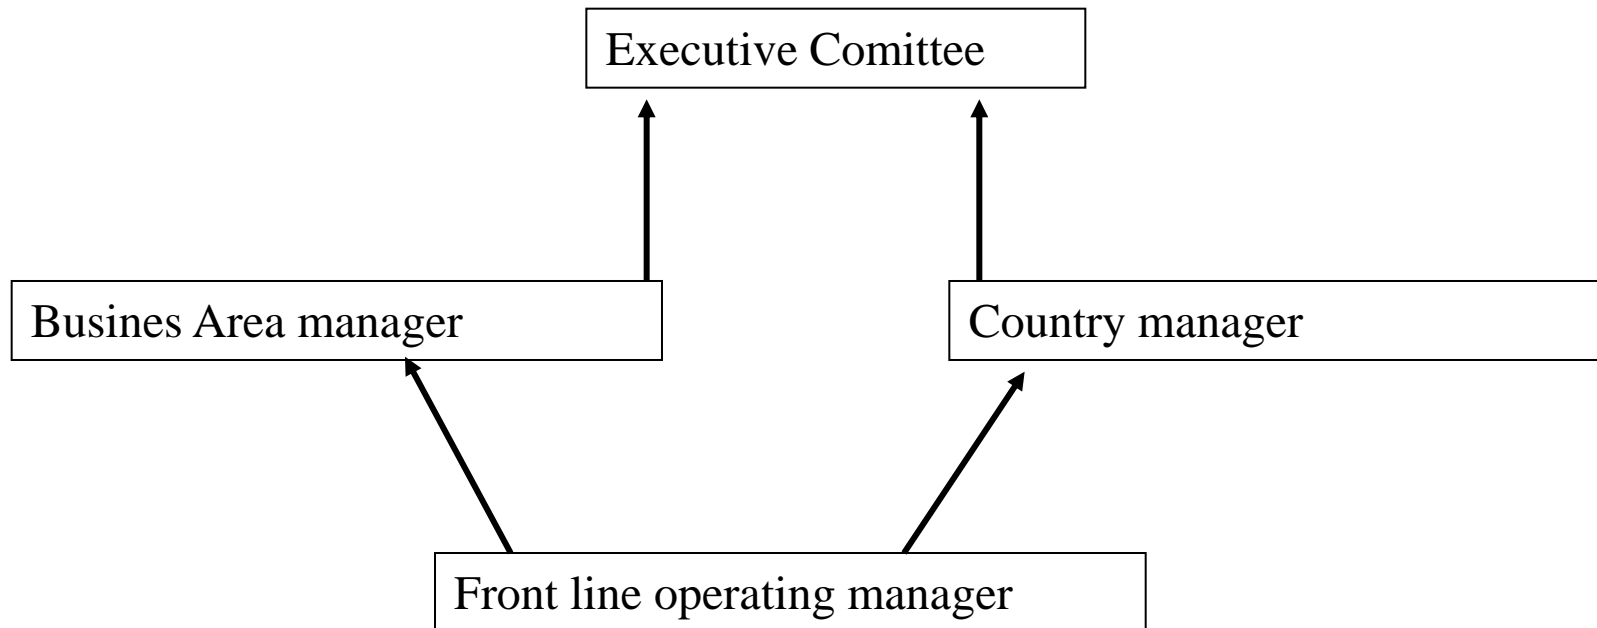 Executive Comittee
Busines Area manager
Country manager
Front line operating manager